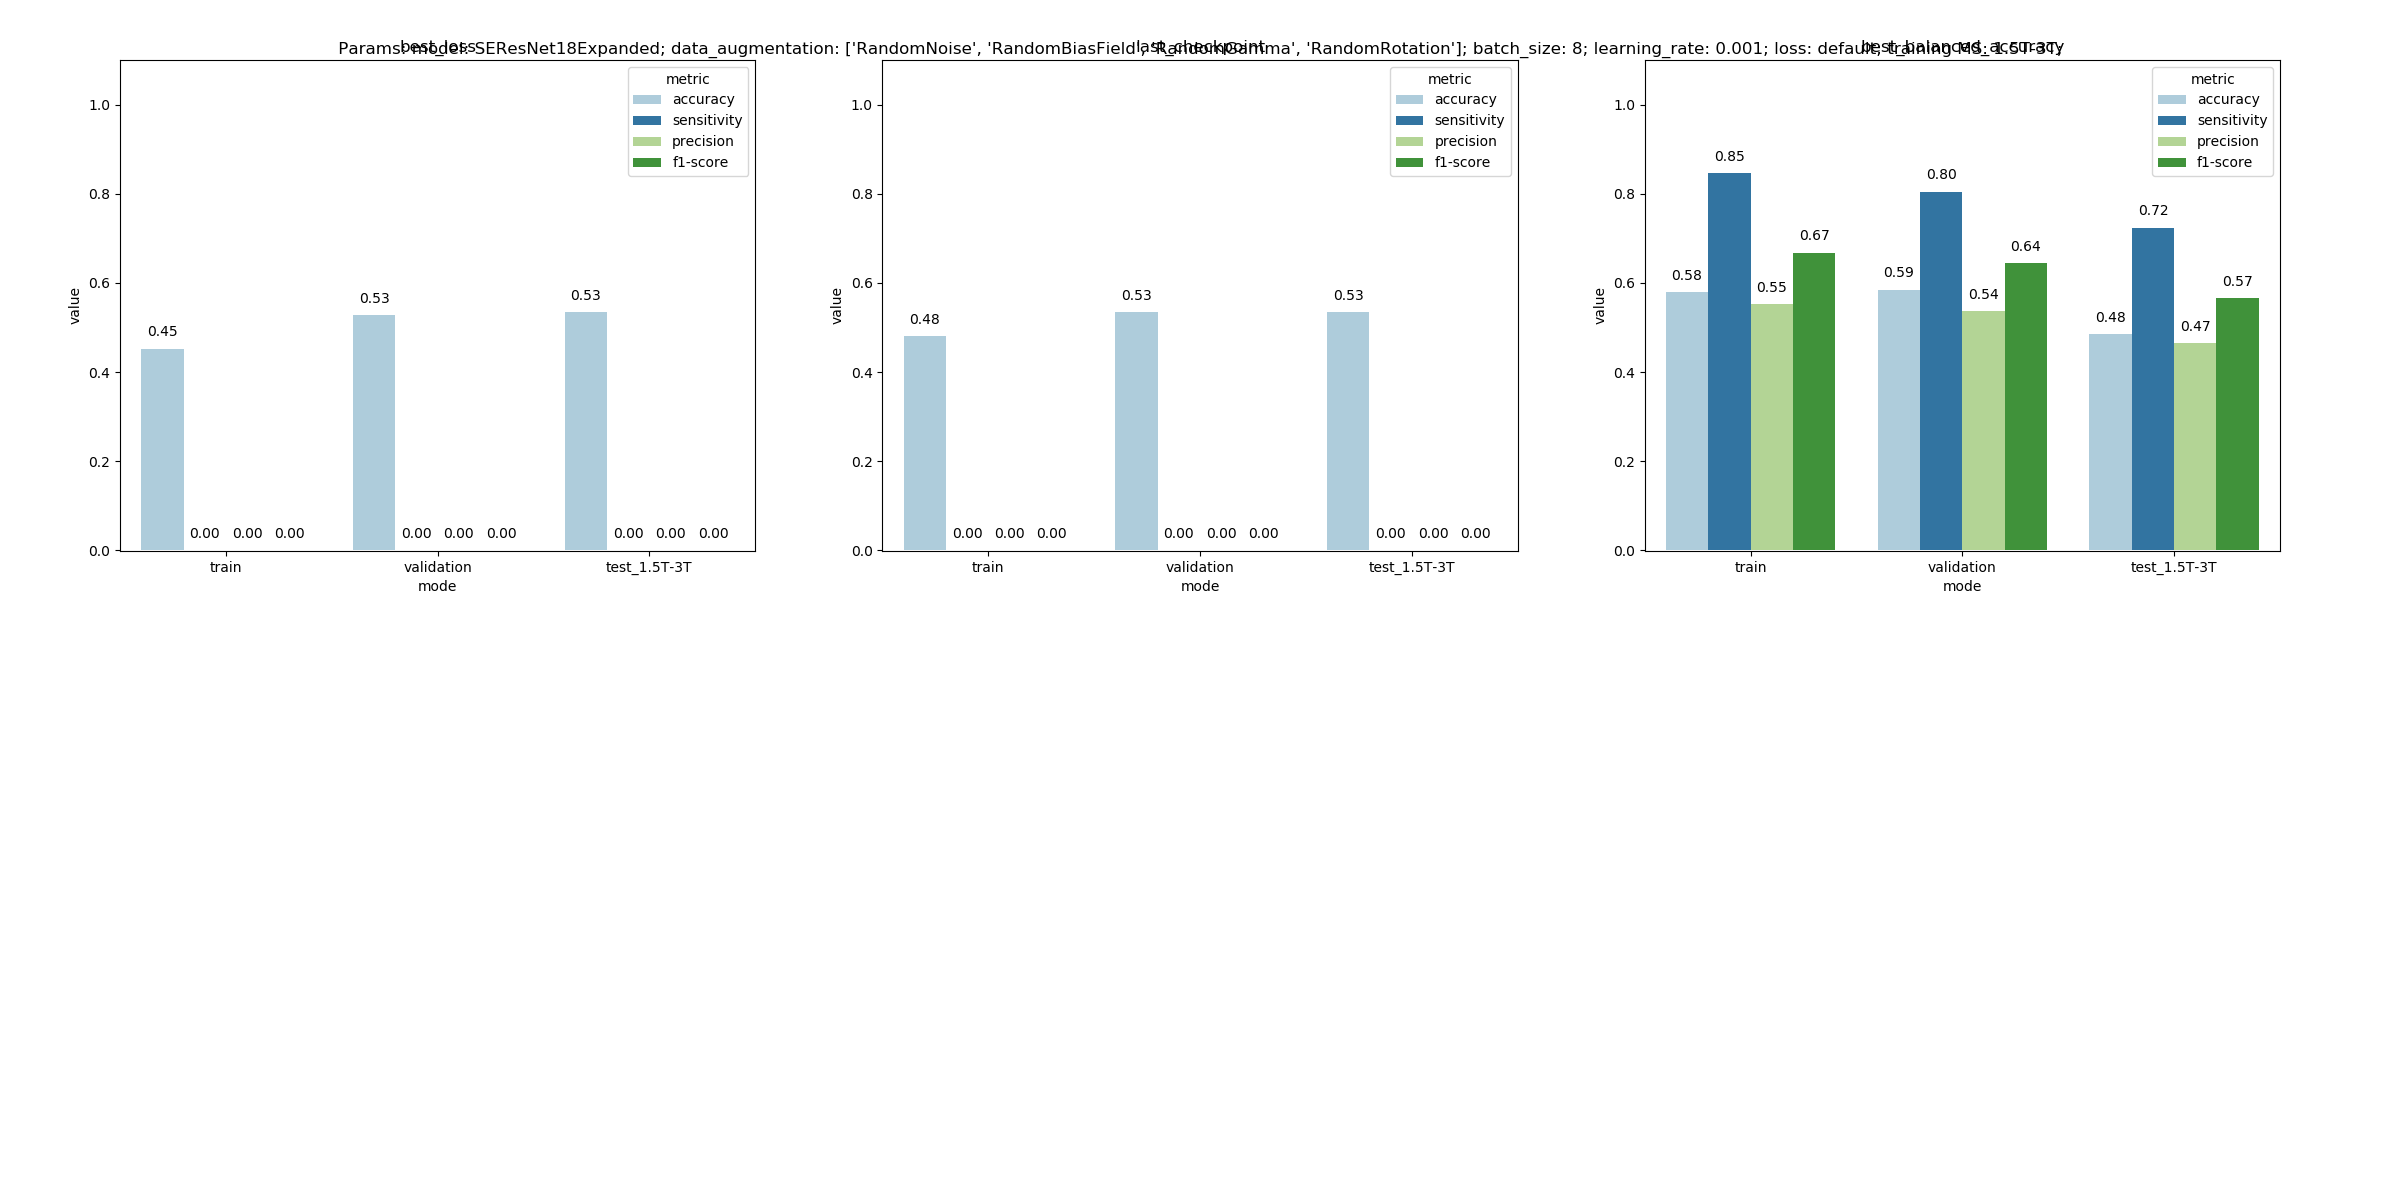 best_loss
last_checkpoint
best_balanced_accuracy
Params: model: SEResNet18Expanded; data_augmentation: ['RandomNoise', 'RandomBiasField', 'RandomGamma', 'RandomRotation']; batch_size: 8; learning_rate: 0.001; loss: default; training MS: 1.5T-3T;
metric
accuracy
sensitivity
precision
f1-score
1.0
0.8
0.6
0.4
0.2
0.0
value
0.45
0.00 0.00 0.00
0.53
0.00 0.00 0.00
0.53
0.00 0.00 0.00
train validation test_1.5T-3T
mode
metric
accuracy
sensitivity
precision
f1-score
1.0
0.8
0.6
0.4
0.2
0.0
value
0.48
0.00 0.00 0.00
0.53
0.00 0.00 0.00
0.53
0.00 0.00 0.00
train validation test_1.5T-3T
mode
metric
accuracy
sensitivity
precision
f1-score
1.0
0.8
0.6
0.4
0.2
0.0
value
0.58 0.85 0.55 0.67
0.59 0.80 0.54 0.64
0.48 0.72 0.47 0.57
train validation test_1.5T-3T
mode